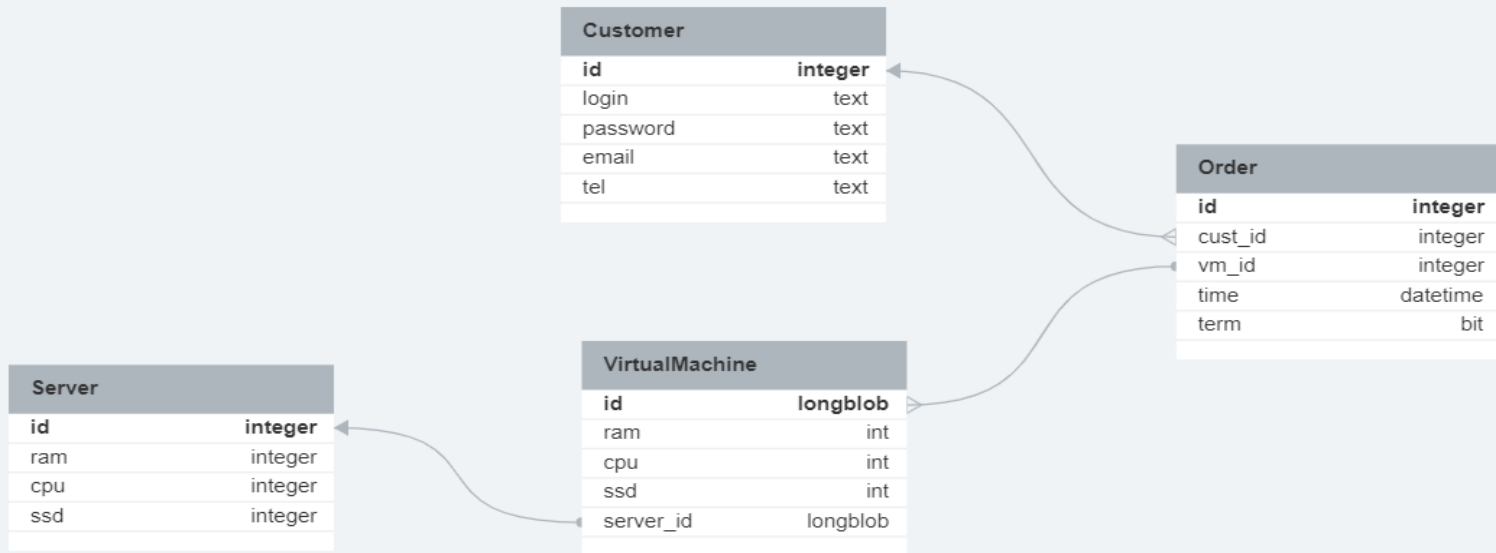 Customer
id integer
login text
password text
email text
tel text
Order
id integer
cust_id integer
vm_id integer
time datetime
term bit
VirtualMachine
id longblob
ram int
cpu int
ssd int
server_id longblob
Server
id integer
ram integer
cpu integer
ssd integer